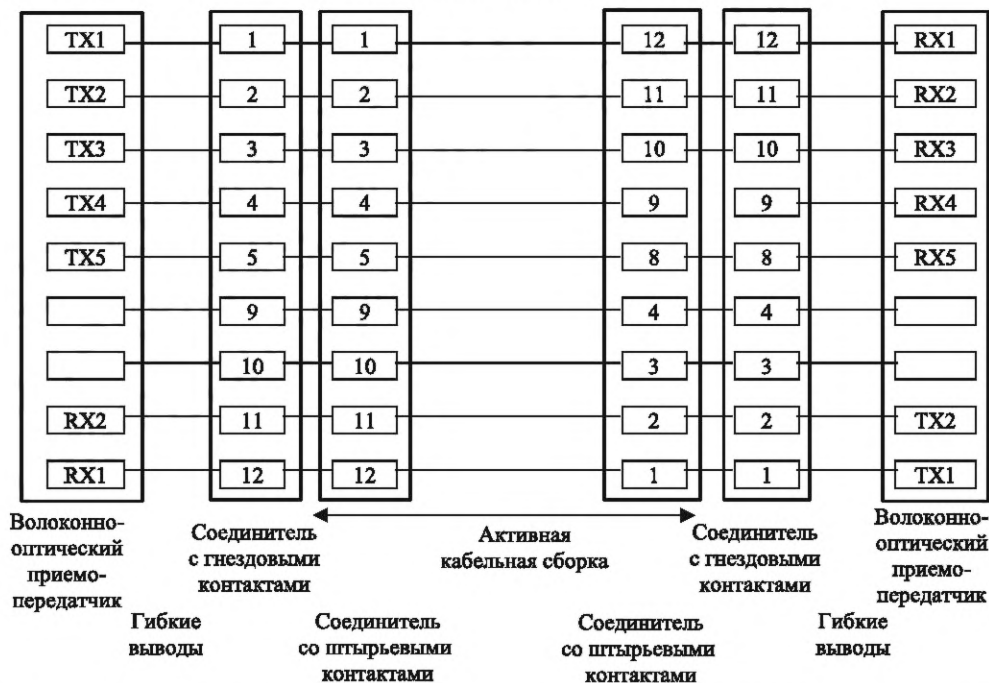 TX1 1 1 12 12 RX1
TX2 2 2 11 11 RX2
TX3 3 3 10 10 RX3
TX4 4 4 9 9 RX4
TX5 5 5 8 8 RX5
9 9 4 4
10 10 3 3
RX2 11 11 2 2 TX2
RX1 12 12 1 1 TX1
Волоконно-
оптический
приемо-
передатчик
Соединитель
с гнездовыми
контактами
Активная
кабельная сборка
Соединитель
с гнездовыми
контактами
Волоконно-
оптический
приемо-
передатчик
Гибкие
выводы
Соединитель
со штырьевыми
контактами
Соединитель
со штырьевыми
контактами
Гибкие
выводы